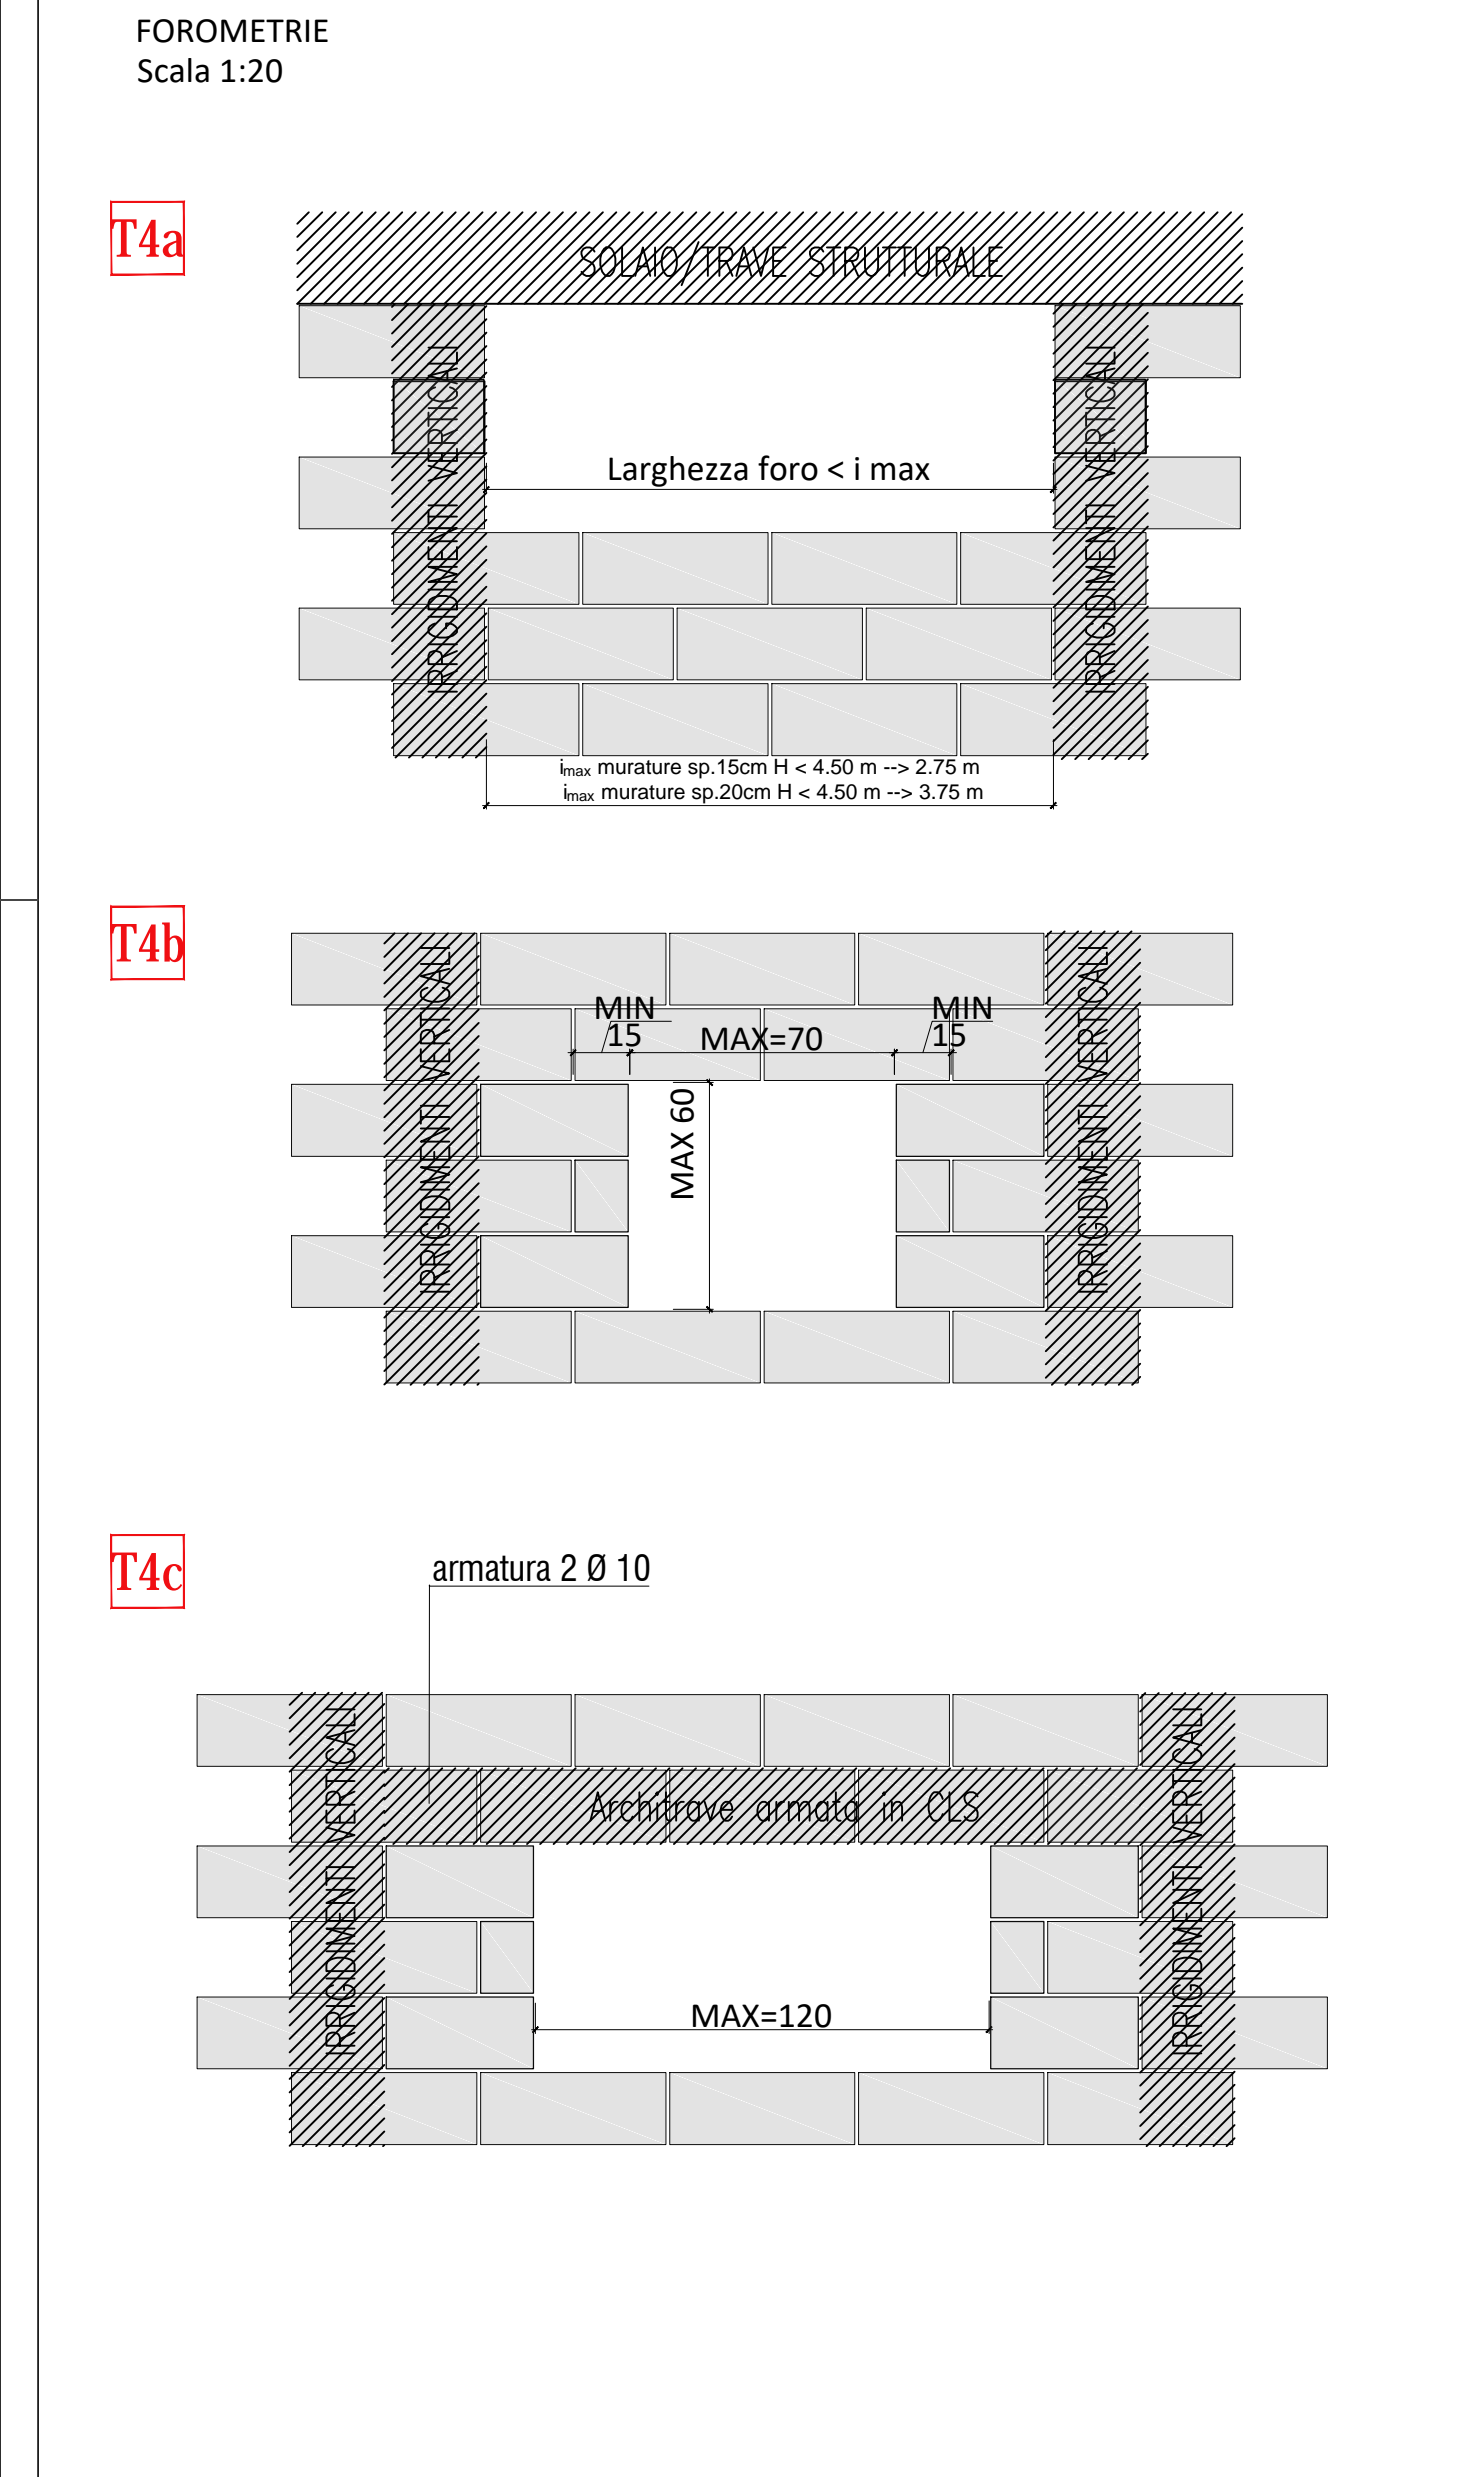 FOROMETRIE
Scala 1:20
T4a
SOLAIO/TRAVE STRUTTURALE
IRRIGIDIMENTI VERTICALI
IRRIGIDIMENTI VERTICALI
Larghezza foro < i max
imax murature sp.15cm H < 4.50 m --> 2.75 m
imax murature sp.20cm H < 4.50 m --> 3.75 m
T4b
IRRIGIDIMENTI VERTICALI
IRRIGIDIMENTI VERTICALI
MIN
15
MAX=70
MIN
15
MAX 60
T4c
armatura 2 Ø 10
IRRIGIDIMENTI VERTICALI
IRRIGIDIMENTI VERTICALI
Architrave armata in CLS
MAX=120